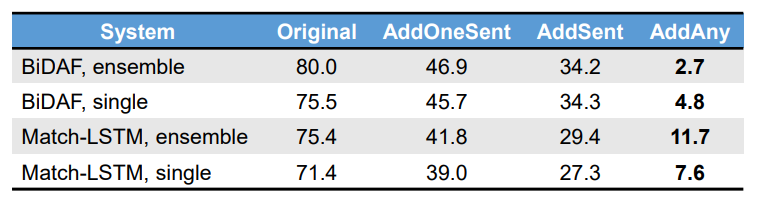 System Original AddOneSent AddSent AddAny
BiDAF, ensemble 80.0 46.9 34.2 2.7
BiDAF, single 75.5 45.7 34.3 4.8
Match-LSTM, ensemble 75.4 41.8 29.4 11.7
Match-LSTM, single 71.4 39.0 27.3 7.6